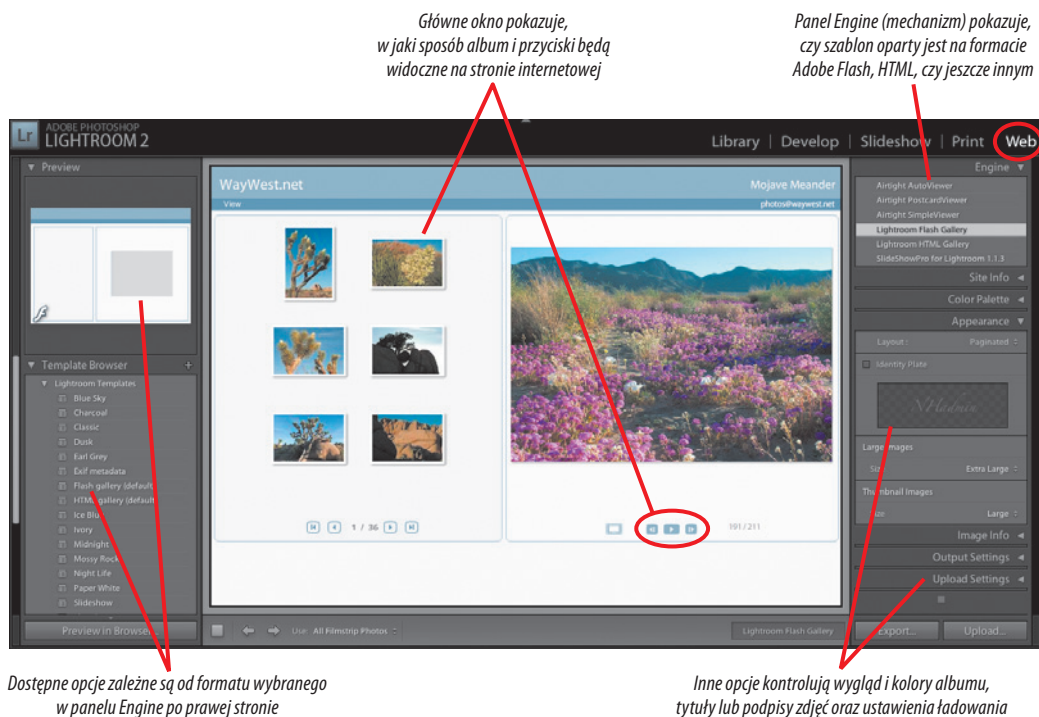 Główne okno pokazuje,
w jaki sposób album i przyciski będą
widoczne na stronie internetowej
Panel Engine (mechanizm) pokazuje,
czy szablon oparty jest na formacie
Adobe Flash, HTML, czy jeszcze innym
Lr
ADOBE PHOTOSHOP
LIGHTROOM 2
Library | Develop | Slideshow | Print Web
Preview
Template Browser +
Lightroom Templates
Blue Sky
Charcoal
Classic
Dusk
Earl Grey
Exif metadata
Flash gallery (default)
HTML gallery (default)
Ice Blue
Ivory
Midnight
Mossy Rock
Night Life
Paper White
Slideshow
Preview in Browser...
WayWest.net
Mojave Meander
View
photos@waywest.net
1 / 36
191/211
Use: All Filmstrip Photos
Lightroom Flash Gallery
Engine
Airtight AutoViewer
Airtight PostcardViewer
Airtight SimpleViewer
Lightroom Flash Gallery
Lightroom HTML Gallery
SlideShowPro for Lightroom 1.1.3
Site Info
Color Palette
Appearance
Layout: Paginated
Identity Plate
Large Images
Size Extra Large
Thumbnail Images
Size Large
Image Info
Output Settings
Upload Settings
Export... Upload...
Dostępne opcje zależne są od formatu wybranego
w panelu Engine po prawej stronie
Inne opcje kontrolują wygląd i kolory albumu,
tytuły lub podpisy zdjęć oraz ustawienia ładowania